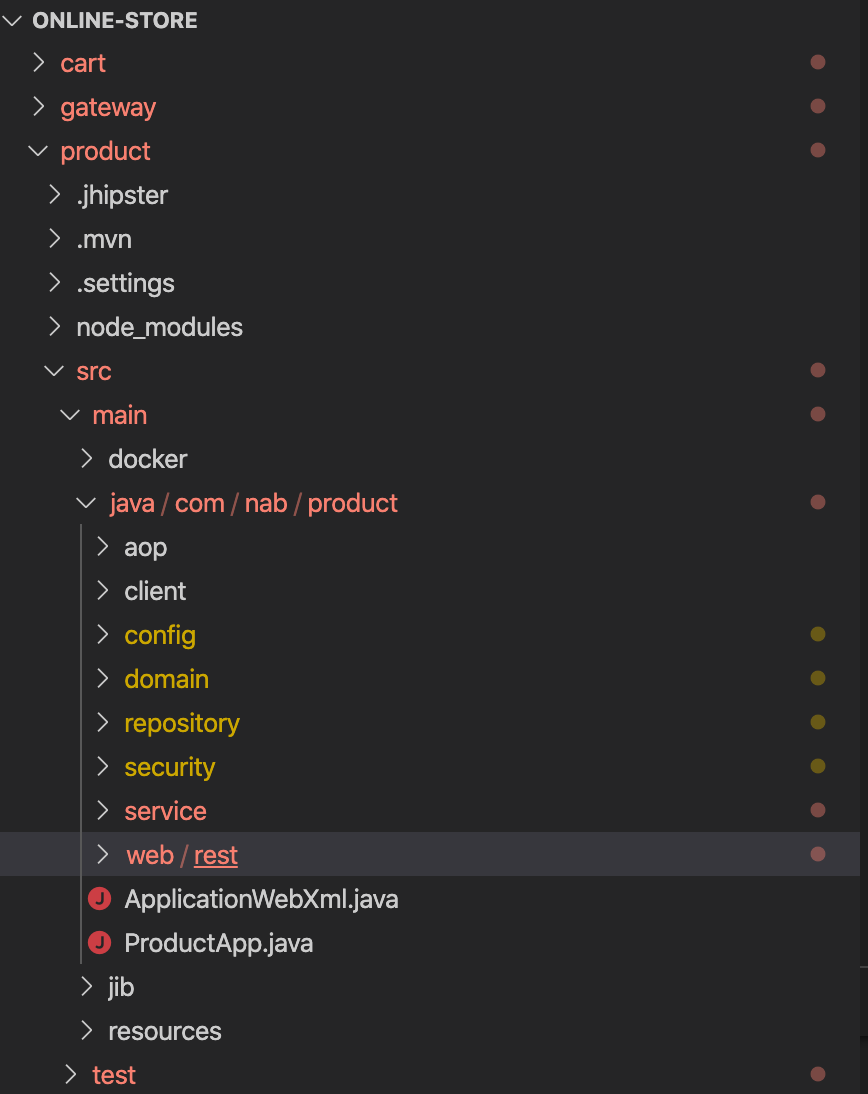 ONLINE-STORE
cart
gateway
product
.jhipster
.mvn
.settings
node_modules
src
main
docker
java / com / nab / product
aop
client
config
domain
repository
security
service
web / rest
J ApplicationWebXml.java
J ProductApp.java
jib
resources
test